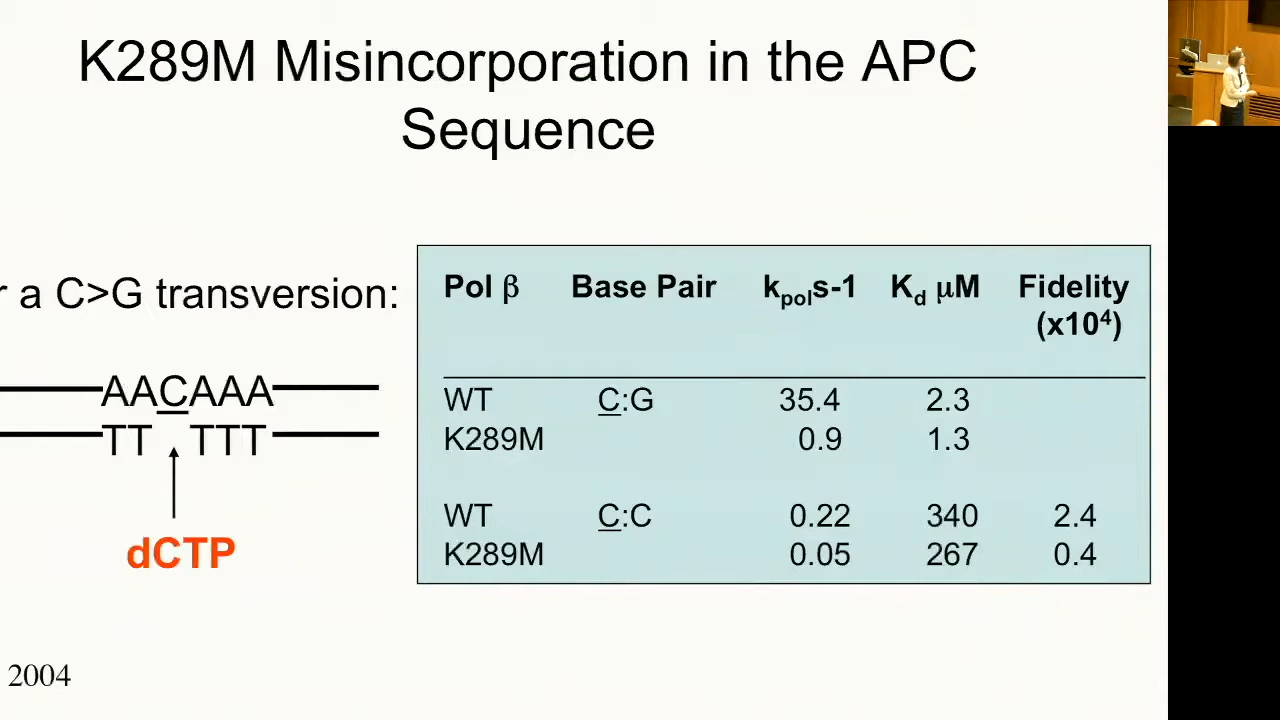 K289M Misincorporation in the APC
Sequence
r a C>G transversion:
AACAAA
TT TTT
dCTP
Pol β Base Pair kpols-1 Kd μM Fidelity
(x10⁴)
WT C:G 35.4 2.3
K289M 0.9 1.3
WT C:C 0.22 340 2.4
K289M 0.05 267 0.4
2004